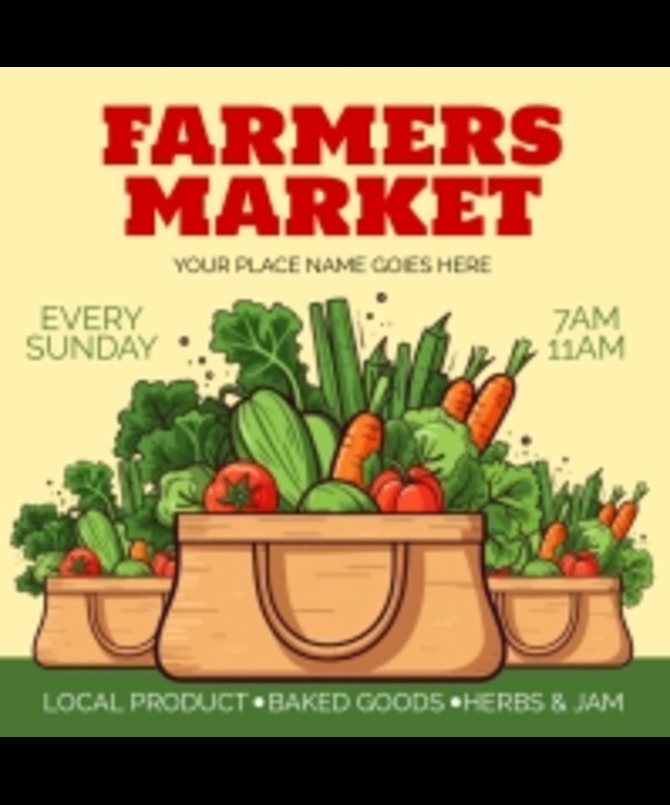 FARMERS
MARKET
YOUR PLACE NAME GOIES HERE
EVERY
SUNDAY
7AM
11AM
LOCAL PRODUCT •BAKED GOODS •HERBS & JAM